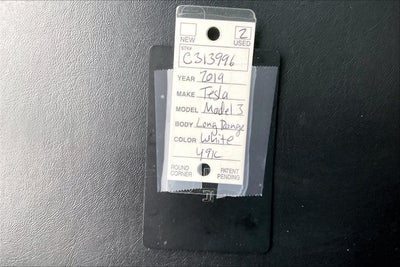 NEW 2 USED
STK#
C313996
YEAR 2019
MAKE Tesla
MODEL Model 3
BODY Long Range
COLOR White
49K
ROUND CORNER PATENT PENDING